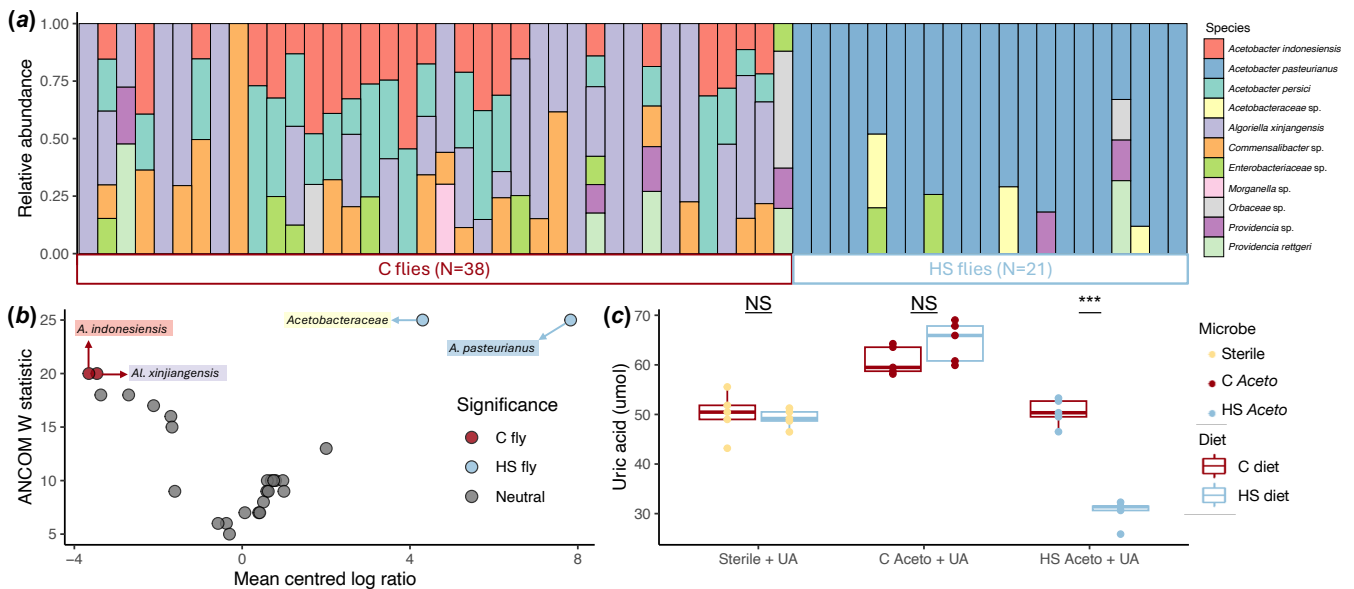 (a)
Relative abundance
1.00
0.75
0.50
0.25
0.00
C flies (N=38)
HS flies (N=21)
Species
Acetobacter indonesiensis
Acetobacter pasteurianus
Acetobacter persici
Acetobacteraceae sp.
Algoriella xinjangensis
Commensalibacter sp.
Enterobacteriaceae sp.
Morganella sp.
Orbaceae sp.
Providencia sp.
Providencia rettgeri
(b)
ANCOM W statistic
25
20
15
10
5
A. indonesiensis
Al. xinjiangensis
Acetobacteraceae
A. pasteurianus
Significance
C fly
HS fly
Neutral
−4
0
4
8
Mean centred log ratio
(c)
Uric acid (umol)
70
60
50
40
30
NS
NS
***
Sterile + UA
C Aceto + UA
HS Aceto + UA
Microbe
Sterile
C Aceto
HS Aceto
Diet
C diet
HS diet